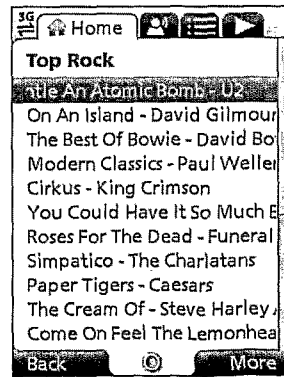 3G Home
Top Rock
ntle An Atomic Bomb - U2
On An Island - David Gilmour
The Best Of Bowie - David Bo
Modern Classics - Paul Weller
Cirkus - King Crimson
You Could Have It So Much B
Roses For The Dead - Funeral
Simpatico - The Charlatans
Paper Tigers - Caesars
The Cream Of - Steve Harley
Come On Feel The Lemonhea
Back More